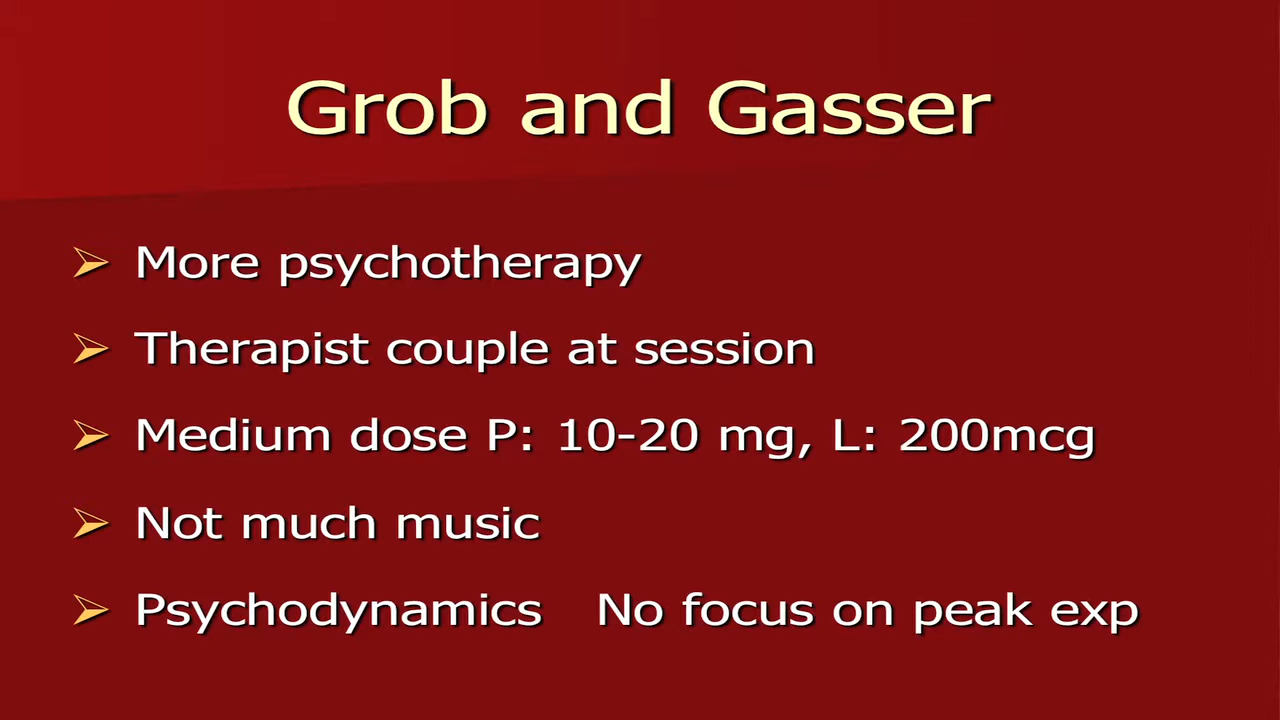 Grob and Gasser
➢ More psychotherapy
➢ Therapist couple at session
➢ Medium dose P: 10-20 mg, L: 200mcg
➢ Not much music
➢ Psychodynamics   No focus on peak exp